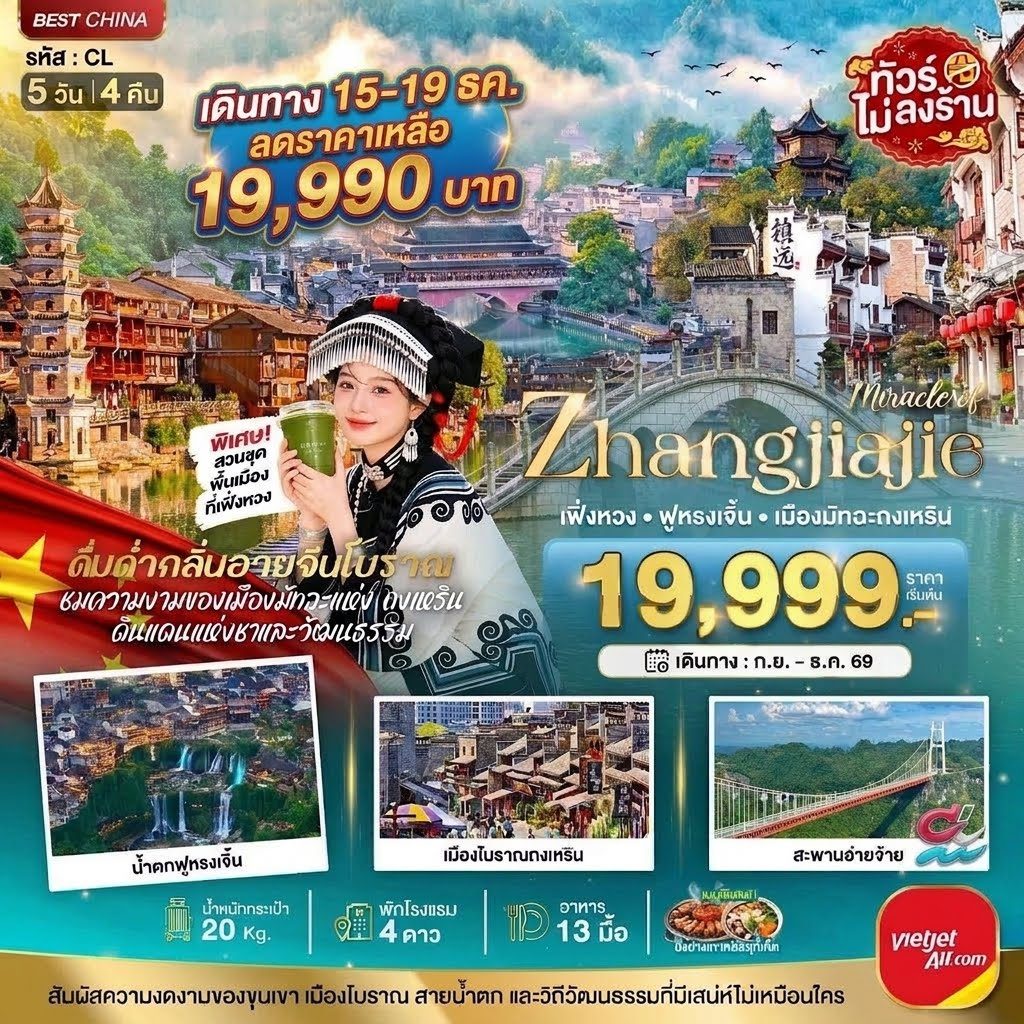 BEST CHINA
รหัส : CL
5 วัน | 4 คืน
เดินทาง 15-19 ธค.
ลดราคาเหลือ
19,990 บาท
ทัวร์
ไม่ลงร้าน
镇远
พิเศษ!
สวนชุด
พื้นเมือง
ที่เฟิ่งหวง
Miracle of
Zhangjiajie
เฟิ่งหวง • ฟูหรงเจิ้น • เมืองมัทฉะถงเหริน
19,999.-
ราคา
เริ่มต้น
เดินทาง : ก.ย. - ธ.ค. 69
ดื่มด่ำกลิ่นอายจีนโบราณ
ชมความงามของเมืองมัทฉะแห่ง ถงเหริน
ดินแดนแห่งชาและวัฒนธรรม
น้ำตกฟูหรงเจิ้น
เมืองโบราณถงเหริน
สะพานอ๋ายจ้าย
น้ำหนักกระเป๋า
20 Kg.
พักโรงแรม
4 ดาว
อาหาร
13 มื้อ
vietjet
Air.com
สัมผัสความงดงามของขุนเขา เมืองโบราณ สายน้ำตก และวิถีวัฒนธรรมที่มีเสน่ห์ไม่เหมือนใคร